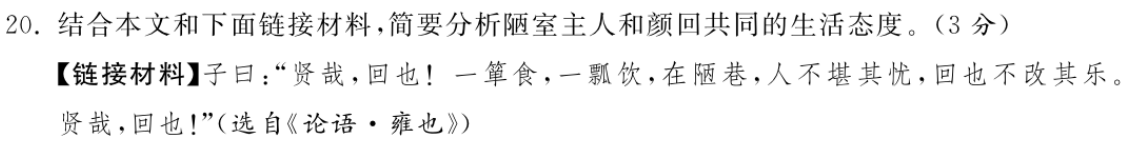 20. 结合本文和下面链接材料,简要分析陋室主人和颜回共同的生活态度。(3 分)
【链接材料】子曰:“贤哉,回也! 一箪食,一瓢饮,在陋巷,人不堪其忧,回也不改其乐。
贤哉,回也!”(选自《论语·雍也》)